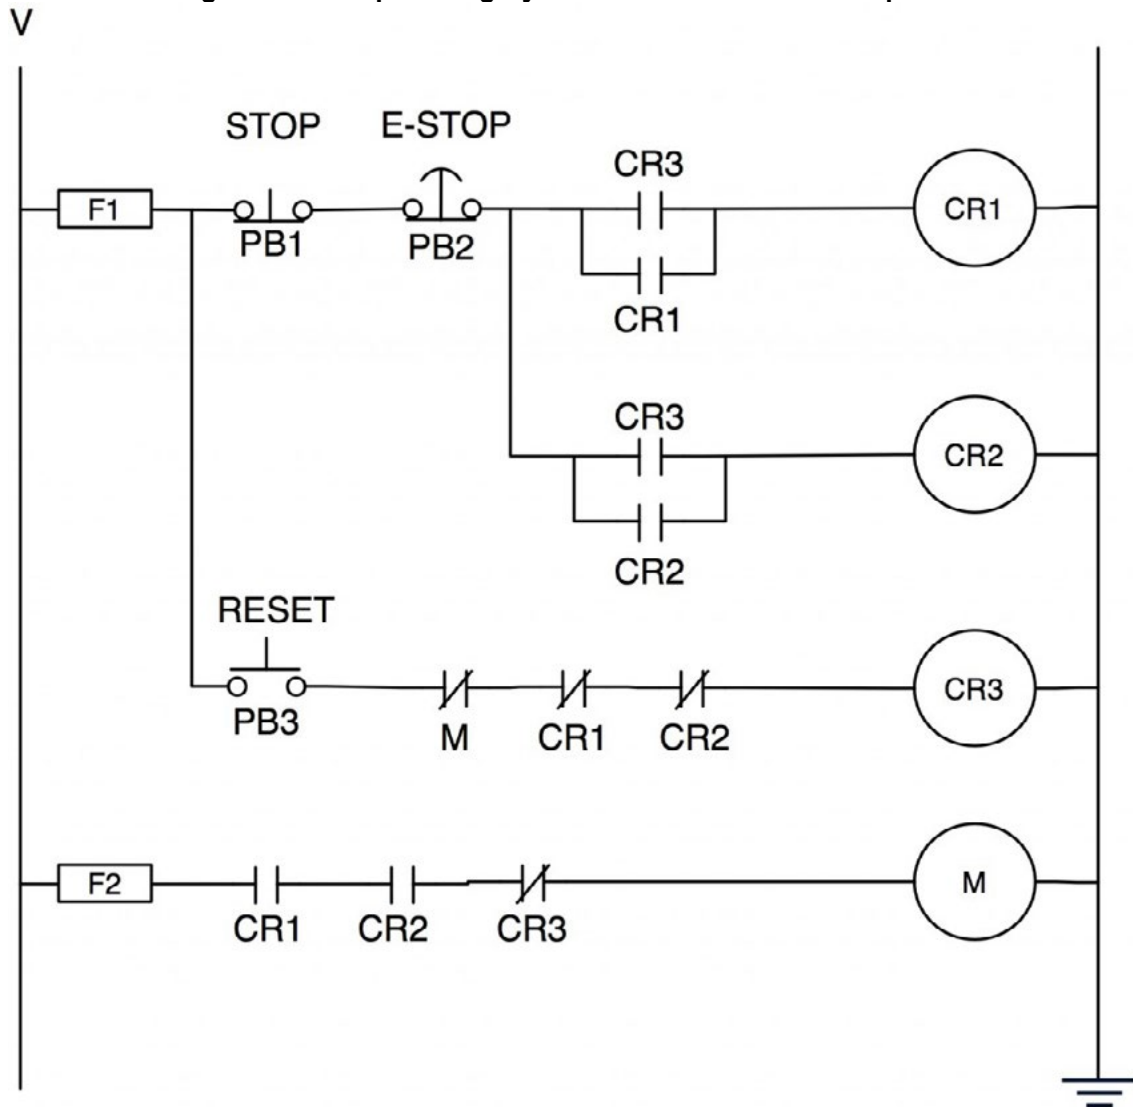 V
STOP E-STOP
CR3
F1 CR1
PB1 PB2
CR1
CR3
CR2
CR2
RESET
CR3
PB3 M CR1 CR2
F2 M
CR1 CR2 CR3